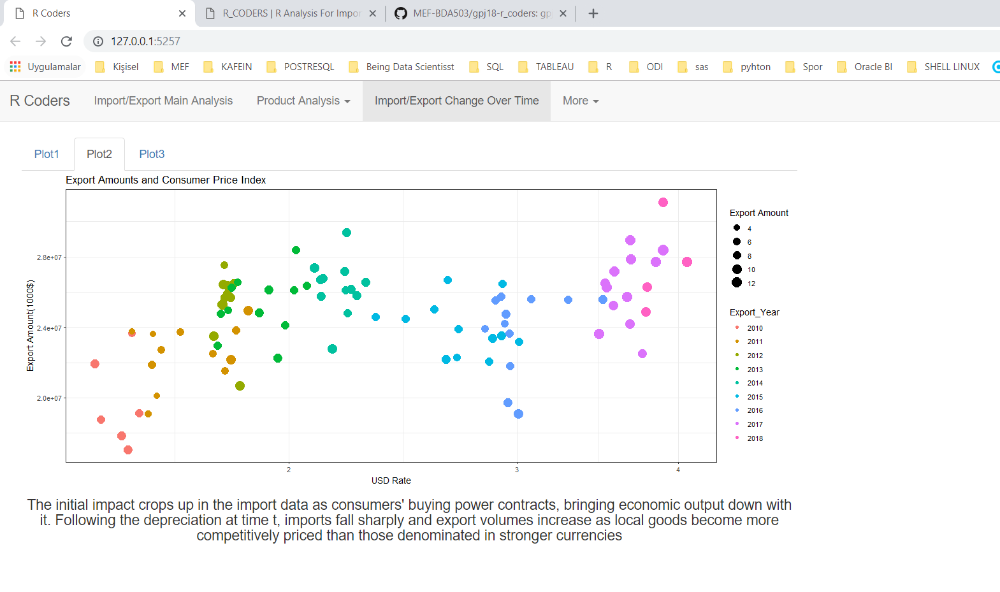 R Coders
R_CODERS | R Analysis For Impor
MEF-BDA503/gpj18-r_coders: gp
127.0.0.1:5257
Uygulamalar Kişisel MEF KAFEIN POSTRESQL Being Data Scientisst SQL TABLEAU R ODI sas pyhton Spor Oracle BI SHELL LINUX
R Coders Import/Export Main Analysis Product Analysis Import/Export Change Over Time More
Plot1 Plot2 Plot3
Export Amounts and Consumer Price Index
Export Amount(1000$)
2.8e+07
2.4e+07
2.0e+07
2 3 4
USD Rate
Export Amount
4
6
8
10
12
Export_Year
2010
2011
2012
2013
2014
2015
2016
2017
2018
The initial impact crops up in the import data as consumers' buying power contracts, bringing economic output down with
it. Following the depreciation at time t, imports fall sharply and export volumes increase as local goods become more
competitively priced than those denominated in stronger currencies